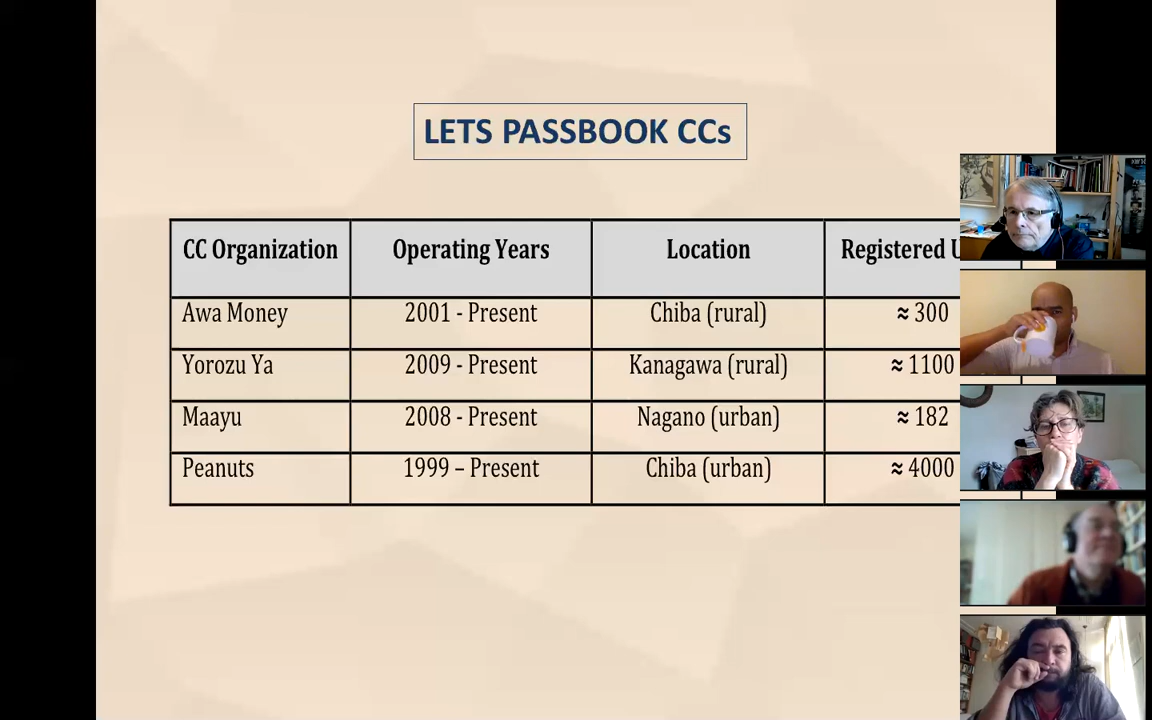 LETS PASSBOOK CCs
CC Organization Operating Years Location Registered
Awa Money 2001 - Present Chiba (rural) ≈ 300
Yorozu Ya 2009 - Present Kanagawa (rural) ≈ 1100
Maayu 2008 - Present Nagano (urban) ≈ 182
Peanuts 1999 – Present Chiba (urban) ≈ 4000